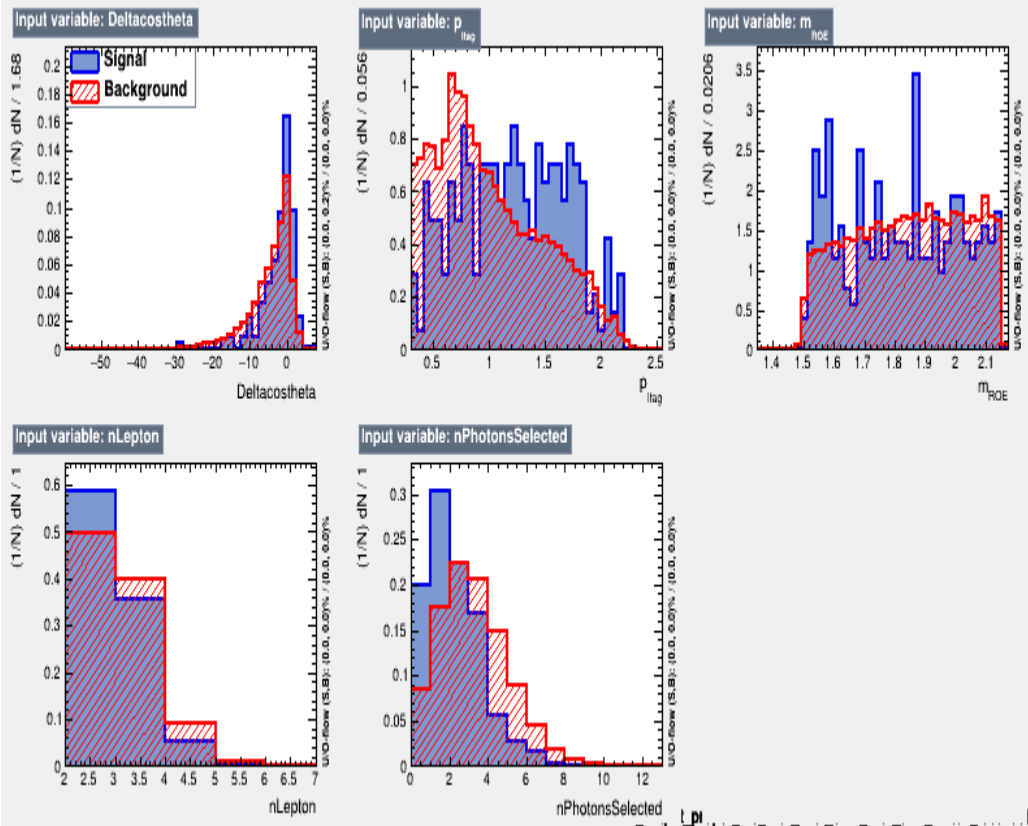 Input variable: Deltacostheta
(1/N) dN / 1.68
0.2
0.18
0.16
0.14
0.12
0.1
0.08
0.06
0.04
0.02
0
Signal
Background
U/O-flow (S,B): (0.0, 0.2)% / (0.0, 0.0)%
−50 −40 −30 −20 −10 0
Deltacostheta
Input variable: p_ltag
(1/N) dN / 0.056
1
0.8
0.6
0.4
0.2
0
U/O-flow (S,B): (0.0, 0.0)% / (0.0, 0.0)%
0.5 1 1.5 2 2.5
p_ltag
Input variable: m_ROE
(1/N) dN / 0.0206
3.5
3
2.5
2
1.5
1
0.5
0
U/O-flow (S,B): (0.0, 0.0)% / (0.0, 0.0)%
1.4 1.5 1.6 1.7 1.8 1.9 2 2.1
m_ROE
Input variable: nLepton
(1/N) dN / 1
0.6
0.5
0.4
0.3
0.2
0.1
0
U/O-flow (S,B): (0.0, 0.0)% / (0.0, 0.0)%
2 2.5 3 3.5 4 4.5 5 5.5 6 6.5 7
nLepton
Input variable: nPhotonsSelected
(1/N) dN / 1
0.3
0.25
0.2
0.15
0.1
0.05
0
U/O-flow (S,B): (0.0, 0.0)% / (0.0, 0.0)%
0 2 4 6 8 10 12
nPhotonsSelected